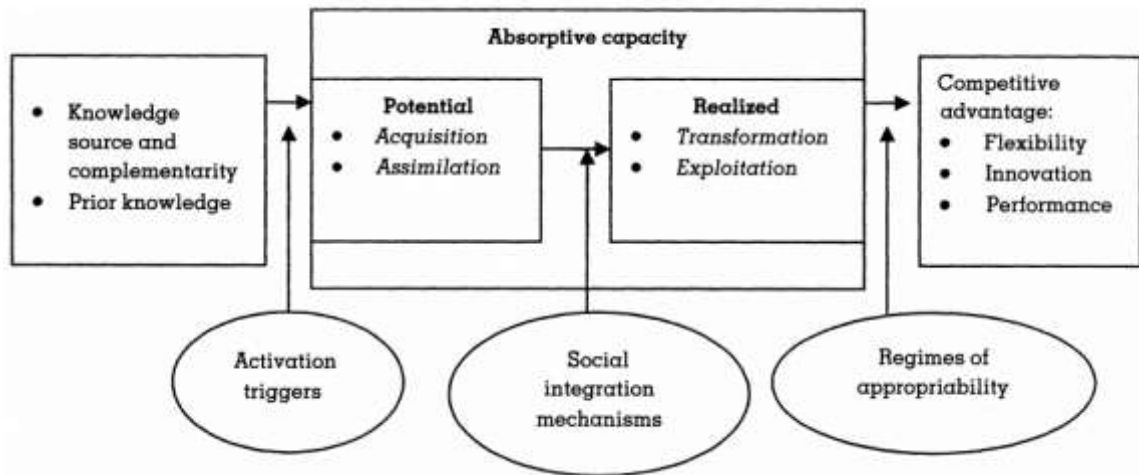 Absorptive capacity
• Knowledge
source and
complementarity
• Prior knowledge
Potential
• Acquisition
• Assimilation
Realized
• Transformation
• Exploitation
Competitive
advantage:
• Flexibility
• Innovation
• Performance
Activation
triggers
Social
integration
mechanisms
Regimes of
appropriability